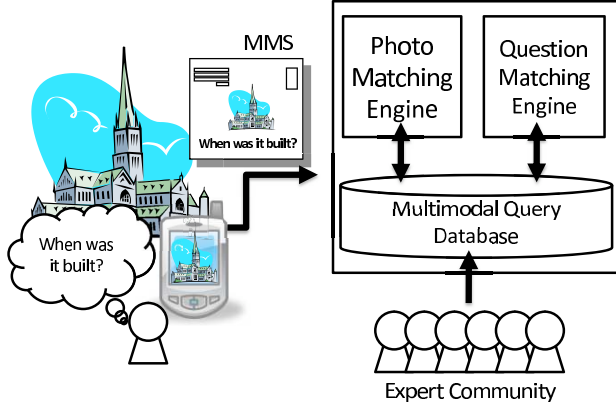 MMS
When was it built?
When was
it built?
Photo
Matching
Engine
Question
Matching
Engine
Multimodal Query
Database
Expert Community